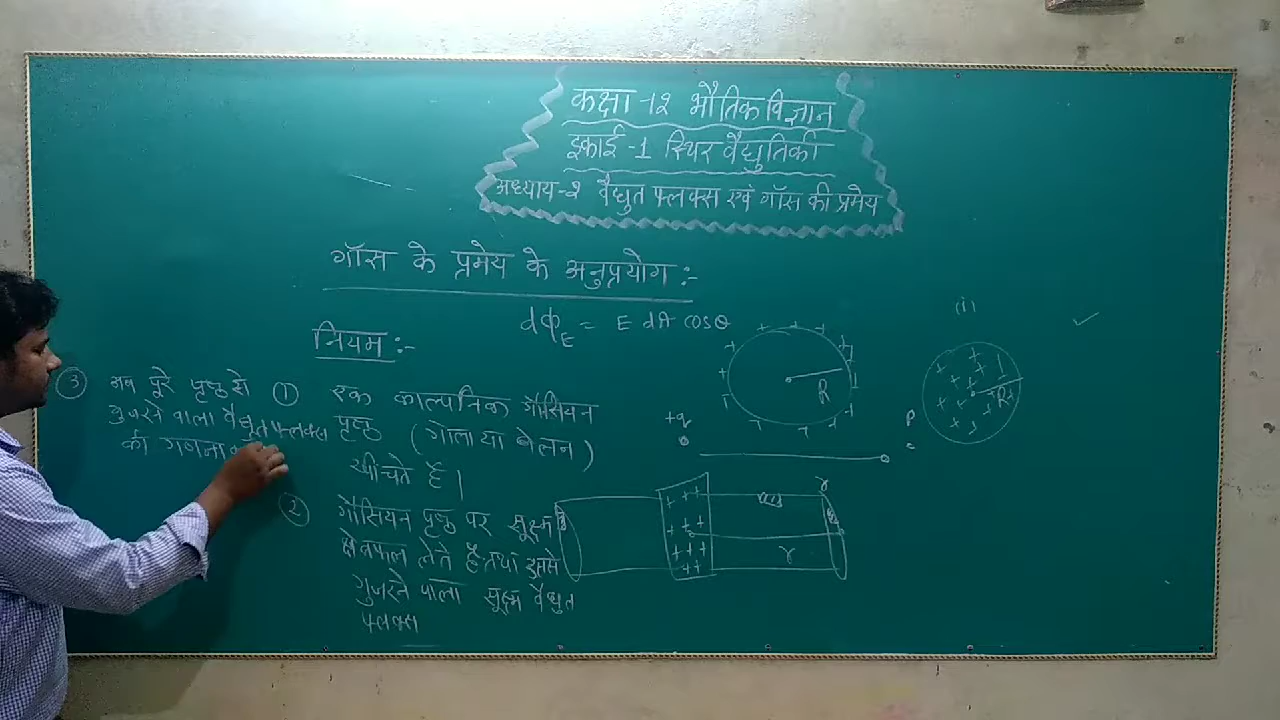 कक्षा -12 भौतिक विज्ञान
इकाई -1 स्थिर वैद्युतिकी
अध्याय-2 वैद्युत फ्लक्स एवं गॉस की प्रमेय
गॉस के प्रमेय के अनुप्रयोग :-
dϕE = E dA cosθ
नियम :-
① एक काल्पनिक गौसियन
पृष्ठ (गोला या बेलन)
खीचते है।
② गौसियन पृष्ठ पर सूक्ष्म
क्षेत्रफल लेते है तथा इससे
गुजरने वाला सूक्ष्म वैद्युत
फ्लक्स
③ अब पूरे पृष्ठ से
गुजरने वाला वैद्युत फ्लक्स
की गणना
(i)
R
R
+q
P
r
r